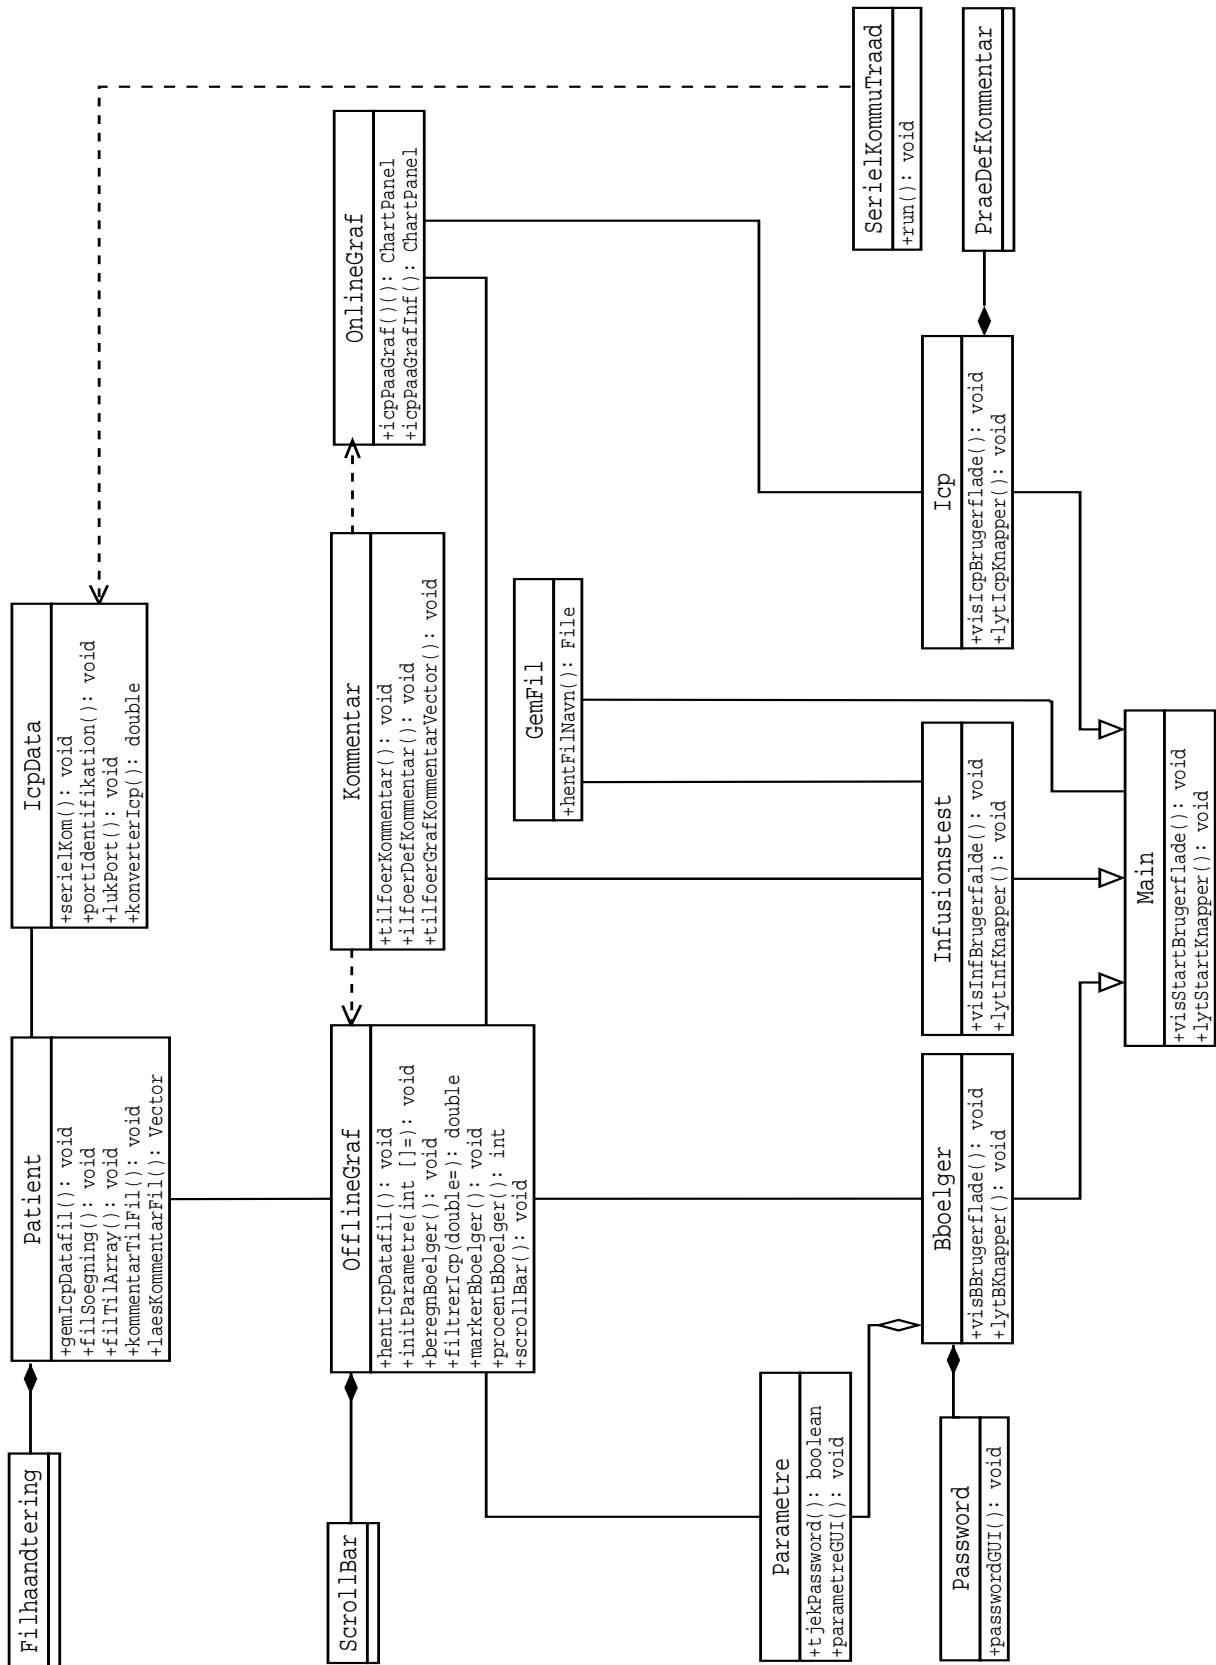 Filhaandtering
Patient
+gemIcpDatafil(): void
+filSoegning(): void
+filTilArray(): void
+kommentarTilFil(): void
+laesKommentarFil(): Vector
IcpData
+serielKom(): void
+portIdentifikation(): void
+lukPort(): void
+konverterIcp(): double
ScrollBar
OfflineGraf
+hentIcpDatafil(): void
+initParametre(int []=): void
+beregnBoelger(): void
+filtrerIcp(double=): double
+markerBboelger(): void
+procentBboelger(): int
+scrollBar(): void
Kommentar
+tilfoerKommentar(): void
+ilfoerDefKommentar(): void
+tilfoerGrafKommentarVector(): void
OnlineGraf
+icpPaaGraf()(): ChartPanel
+icpPaaGrafInf(): ChartPanel
GemFil
+hentFilNavn(): File
Parametre
+tjekPassword(): boolean
+parametreGUI(): void
SerielKommuTraad
+run(): void
Password
+passwordGUI(): void
Bboelger
+visBBrugerflade(): void
+lytBKnapper(): void
Infusionstest
+visInfBrugerfalde(): void
+lytInfKnapper(): void
Icp
+visIcpBrugerflade(): void
+lytIcpKnapper(): void
PraeDefKommentar
Main
+visStartBrugerflade(): void
+lytStartKnapper(): void